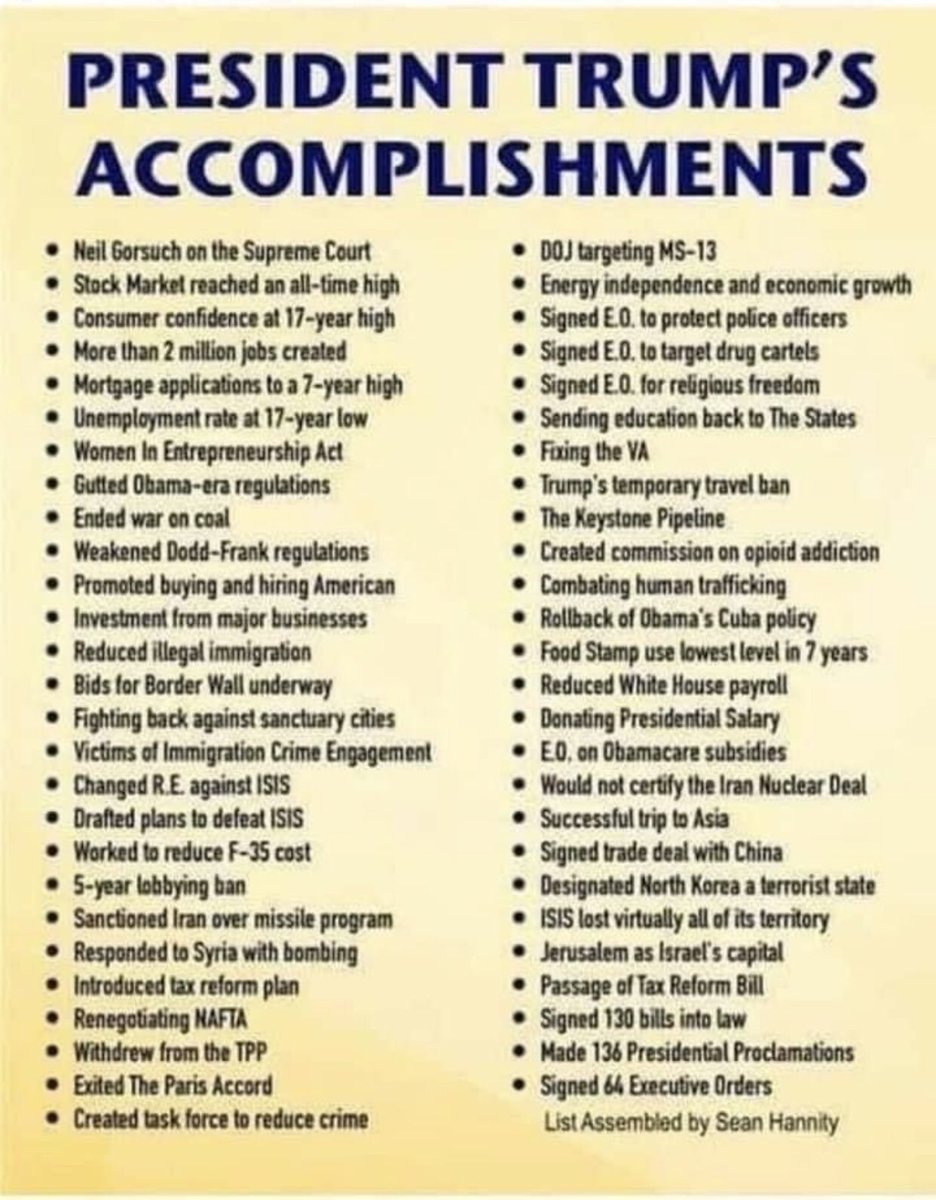 PRESIDENT TRUMP'S
ACCOMPLISHMENTS
• Neil Gorsuch on the Supreme Court
• Stock Market reached an all-time high
• Consumer confidence at 17-year high
• More than 2 million jobs created
• Mortgage applications to a 7-year high
• Unemployment rate at 17-year low
• Women In Entrepreneurship Act
• Gutted Obama-era regulations
• Ended war on coal
• Weakened Dodd-Frank regulations
• Promoted buying and hiring American
• Investment from major businesses
• Reduced illegal immigration
• Bids for Border Wall underway
• Fighting back against sanctuary cities
• Victims of Immigration Crime Engagement
• Changed R.E. against ISIS
• Drafted plans to defeat ISIS
• Worked to reduce F-35 cost
• 5-year lobbying ban
• Sanctioned Iran over missile program
• Responded to Syria with bombing
• Introduced tax reform plan
• Renegotiating NAFTA
• Withdrew from the TPP
• Exited The Paris Accord
• Created task force to reduce crime
• DOJ targeting MS-13
• Energy independence and economic growth
• Signed E.O. to protect police officers
• Signed E.O. to target drug cartels
• Signed E.O. for religious freedom
• Sending education back to The States
• Fixing the VA
• Trump's temporary travel ban
• The Keystone Pipeline
• Created commission on opioid addiction
• Combating human trafficking
• Rollback of Obama's Cuba policy
• Food Stamp use lowest level in 7 years
• Reduced White House payroll
• Donating Presidential Salary
• E.O. on Obamacare subsidies
• Would not certify the Iran Nuclear Deal
• Successful trip to Asia
• Signed trade deal with China
• Designated North Korea a terrorist state
• ISIS lost virtually all of its territory
• Jerusalem as Israel's capital
• Passage of Tax Reform Bill
• Signed 130 bills into law
• Made 136 Presidential Proclamations
• Signed 64 Executive Orders
List Assembled by Sean Hannity